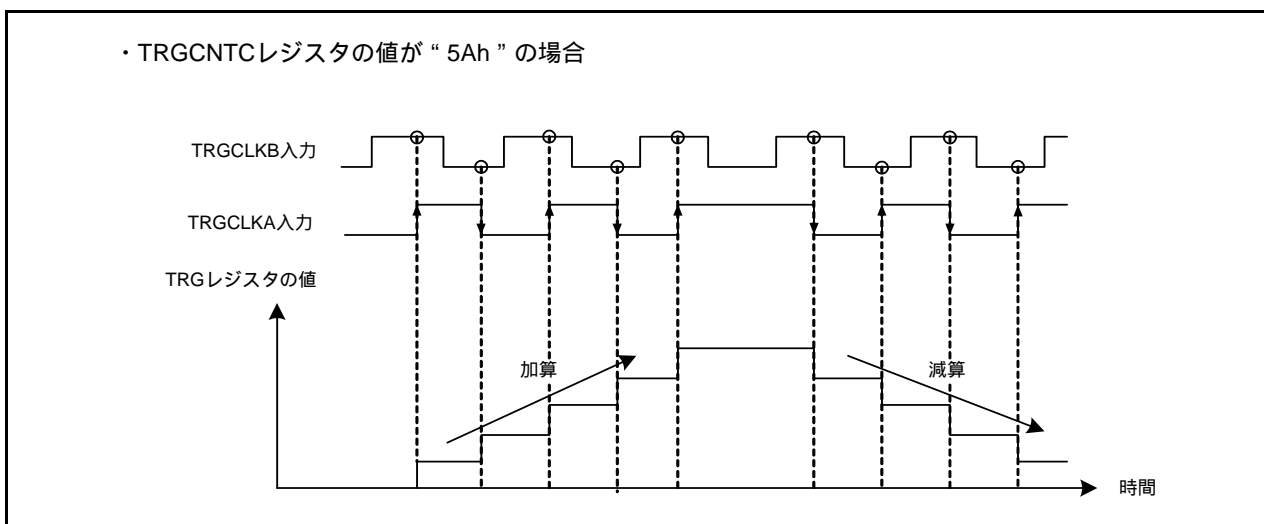 ・TRGCNTCレジスタの値が “ 5Ah ” の場合
TRGCLKB入力
TRGCLKA入力
TRGレジスタの値
加算
減算
時間